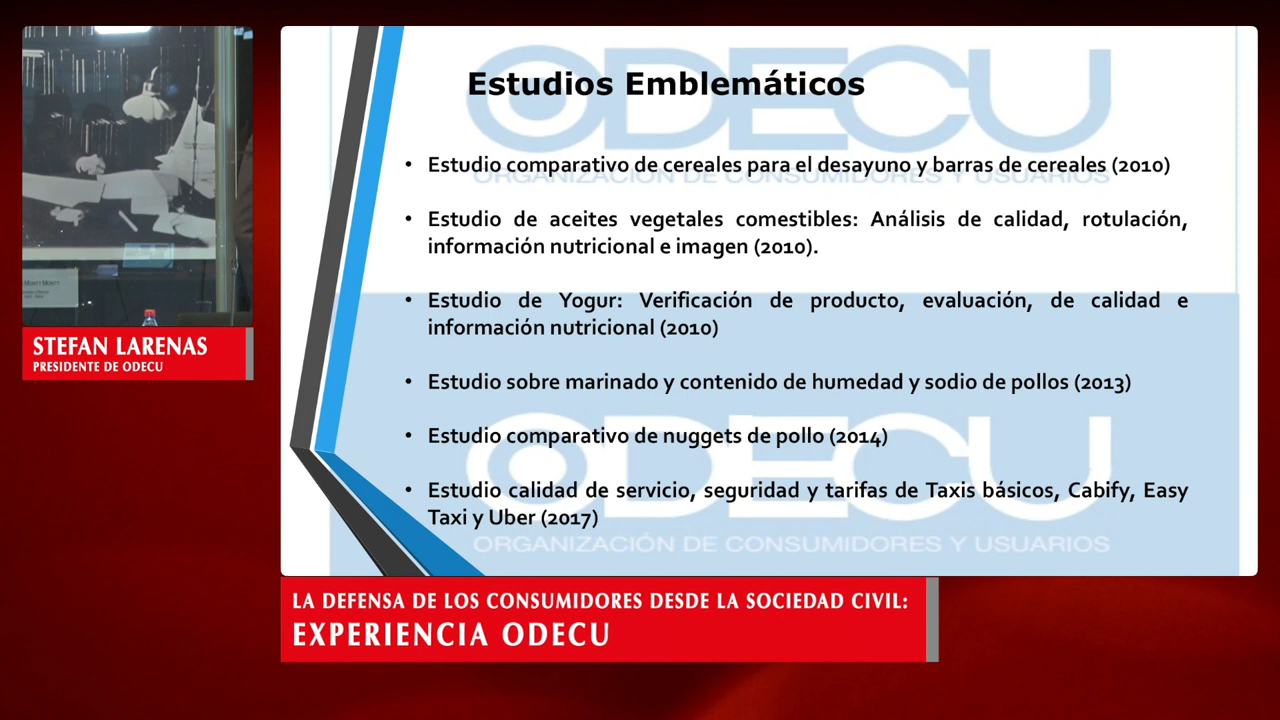 ODECU
ORGANIZACIÓN DE CONSUMIDORES Y USUARIOS
Estudios Emblemáticos
• Estudio comparativo de cereales para el desayuno y barras de cereales (2010)
• Estudio de aceites vegetales comestibles: Análisis de calidad, rotulación,
información nutricional e imagen (2010).
• Estudio de Yogur: Verificación de producto, evaluación, de calidad e
información nutricional (2010)
• Estudio sobre marinado y contenido de humedad y sodio de pollos (2013)
• Estudio comparativo de nuggets de pollo (2014)
• Estudio calidad de servicio, seguridad y tarifas de Taxis básicos, Cabify, Easy
Taxi y Uber (2017)
ODECU
ORGANIZACIÓN DE CONSUMIDORES Y USUARIOS
STEFAN LARENAS
PRESIDENTE DE ODECU
LA DEFENSA DE LOS CONSUMIDORES DESDE LA SOCIEDAD CIVIL:
EXPERIENCIA ODECU